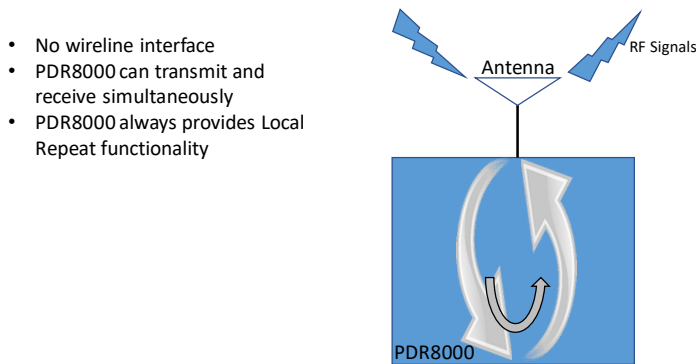 • No wireline interface
• PDR8000 can transmit and
receive simultaneously
• PDR8000 always provides Local
Repeat functionality
RF Signals
Antenna
PDR8000